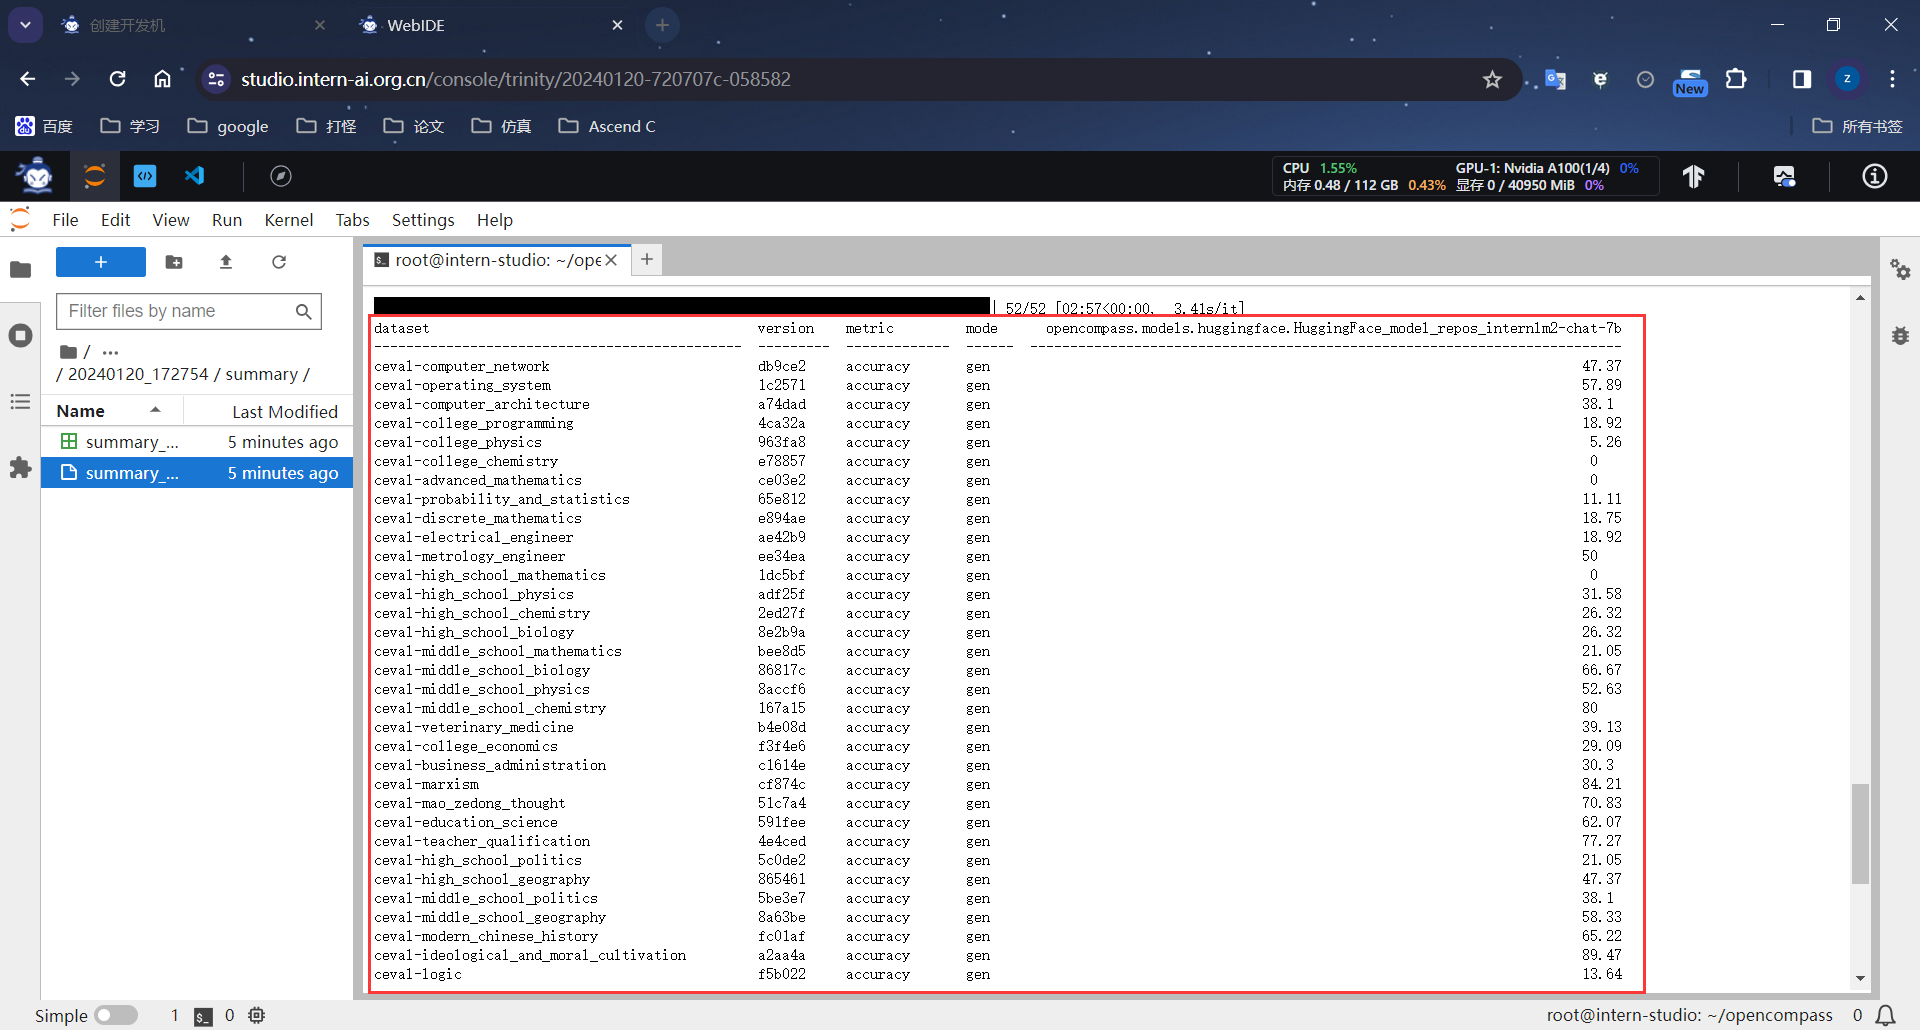 创建开发机
WebIDE
studio.intern-ai.org.cn/console/trinity/20240120-720707c-058582
New
Z
百度 学习 google 打怪 论文 仿真 Ascend C 所有书签
CPU 1.55% GPU-1: Nvidia A100(1/4) 0%
内存 0.48 / 112 GB 0.43% 显存 0 / 40950 MiB 0%
File Edit View Run Kernel Tabs Settings Help
root@intern-studio: ~/ope
Filter files by name
/ ...
/ 20240120_172754 / summary /
Name Last Modified
summary_... 5 minutes ago
summary_... 5 minutes ago
| 52/52 [02:57<00:00, 3.41s/it]
dataset version metric mode opencompass.models.huggingface.HuggingFace_model_repos_internlm2-chat-7b
ceval-computer_network db9ce2 accuracy gen 47.37
ceval-operating_system 1c2571 accuracy gen 57.89
ceval-computer_architecture a74dad accuracy gen 38.1
ceval-college_programming 4ca32a accuracy gen 18.92
ceval-college_physics 963fa8 accuracy gen 5.26
ceval-college_chemistry e78857 accuracy gen 0
ceval-advanced_mathematics ce03e2 accuracy gen 0
ceval-probability_and_statistics 65e812 accuracy gen 11.11
ceval-discrete_mathematics e894ae accuracy gen 18.75
ceval-electrical_engineer ae42b9 accuracy gen 18.92
ceval-metrology_engineer ee34ea accuracy gen 50
ceval-high_school_mathematics 1dc5bf accuracy gen 0
ceval-high_school_physics adf25f accuracy gen 31.58
ceval-high_school_chemistry 2ed27f accuracy gen 26.32
ceval-high_school_biology 8e2b9a accuracy gen 26.32
ceval-middle_school_mathematics bee8d5 accuracy gen 21.05
ceval-middle_school_biology 86817c accuracy gen 66.67
ceval-middle_school_physics 8accf6 accuracy gen 52.63
ceval-middle_school_chemistry 167a15 accuracy gen 80
ceval-veterinary_medicine b4e08d accuracy gen 39.13
ceval-college_economics f3f4e6 accuracy gen 29.09
ceval-business_administration c1614e accuracy gen 30.3
ceval-marxism cf874c accuracy gen 84.21
ceval-mao_zedong_thought 51c7a4 accuracy gen 70.83
ceval-education_science 591fee accuracy gen 62.07
ceval-teacher_qualification 4e4ced accuracy gen 77.27
ceval-high_school_politics 5c0de2 accuracy gen 21.05
ceval-high_school_geography 865461 accuracy gen 47.37
ceval-middle_school_politics 5be3e7 accuracy gen 38.1
ceval-middle_school_geography 8a63be accuracy gen 58.33
ceval-modern_chinese_history fc01af accuracy gen 65.22
ceval-ideological_and_moral_cultivation a2aa4a accuracy gen 89.47
ceval-logic f5b022 accuracy gen 13.64
Simple 1 0 root@intern-studio: ~/opencompass 0